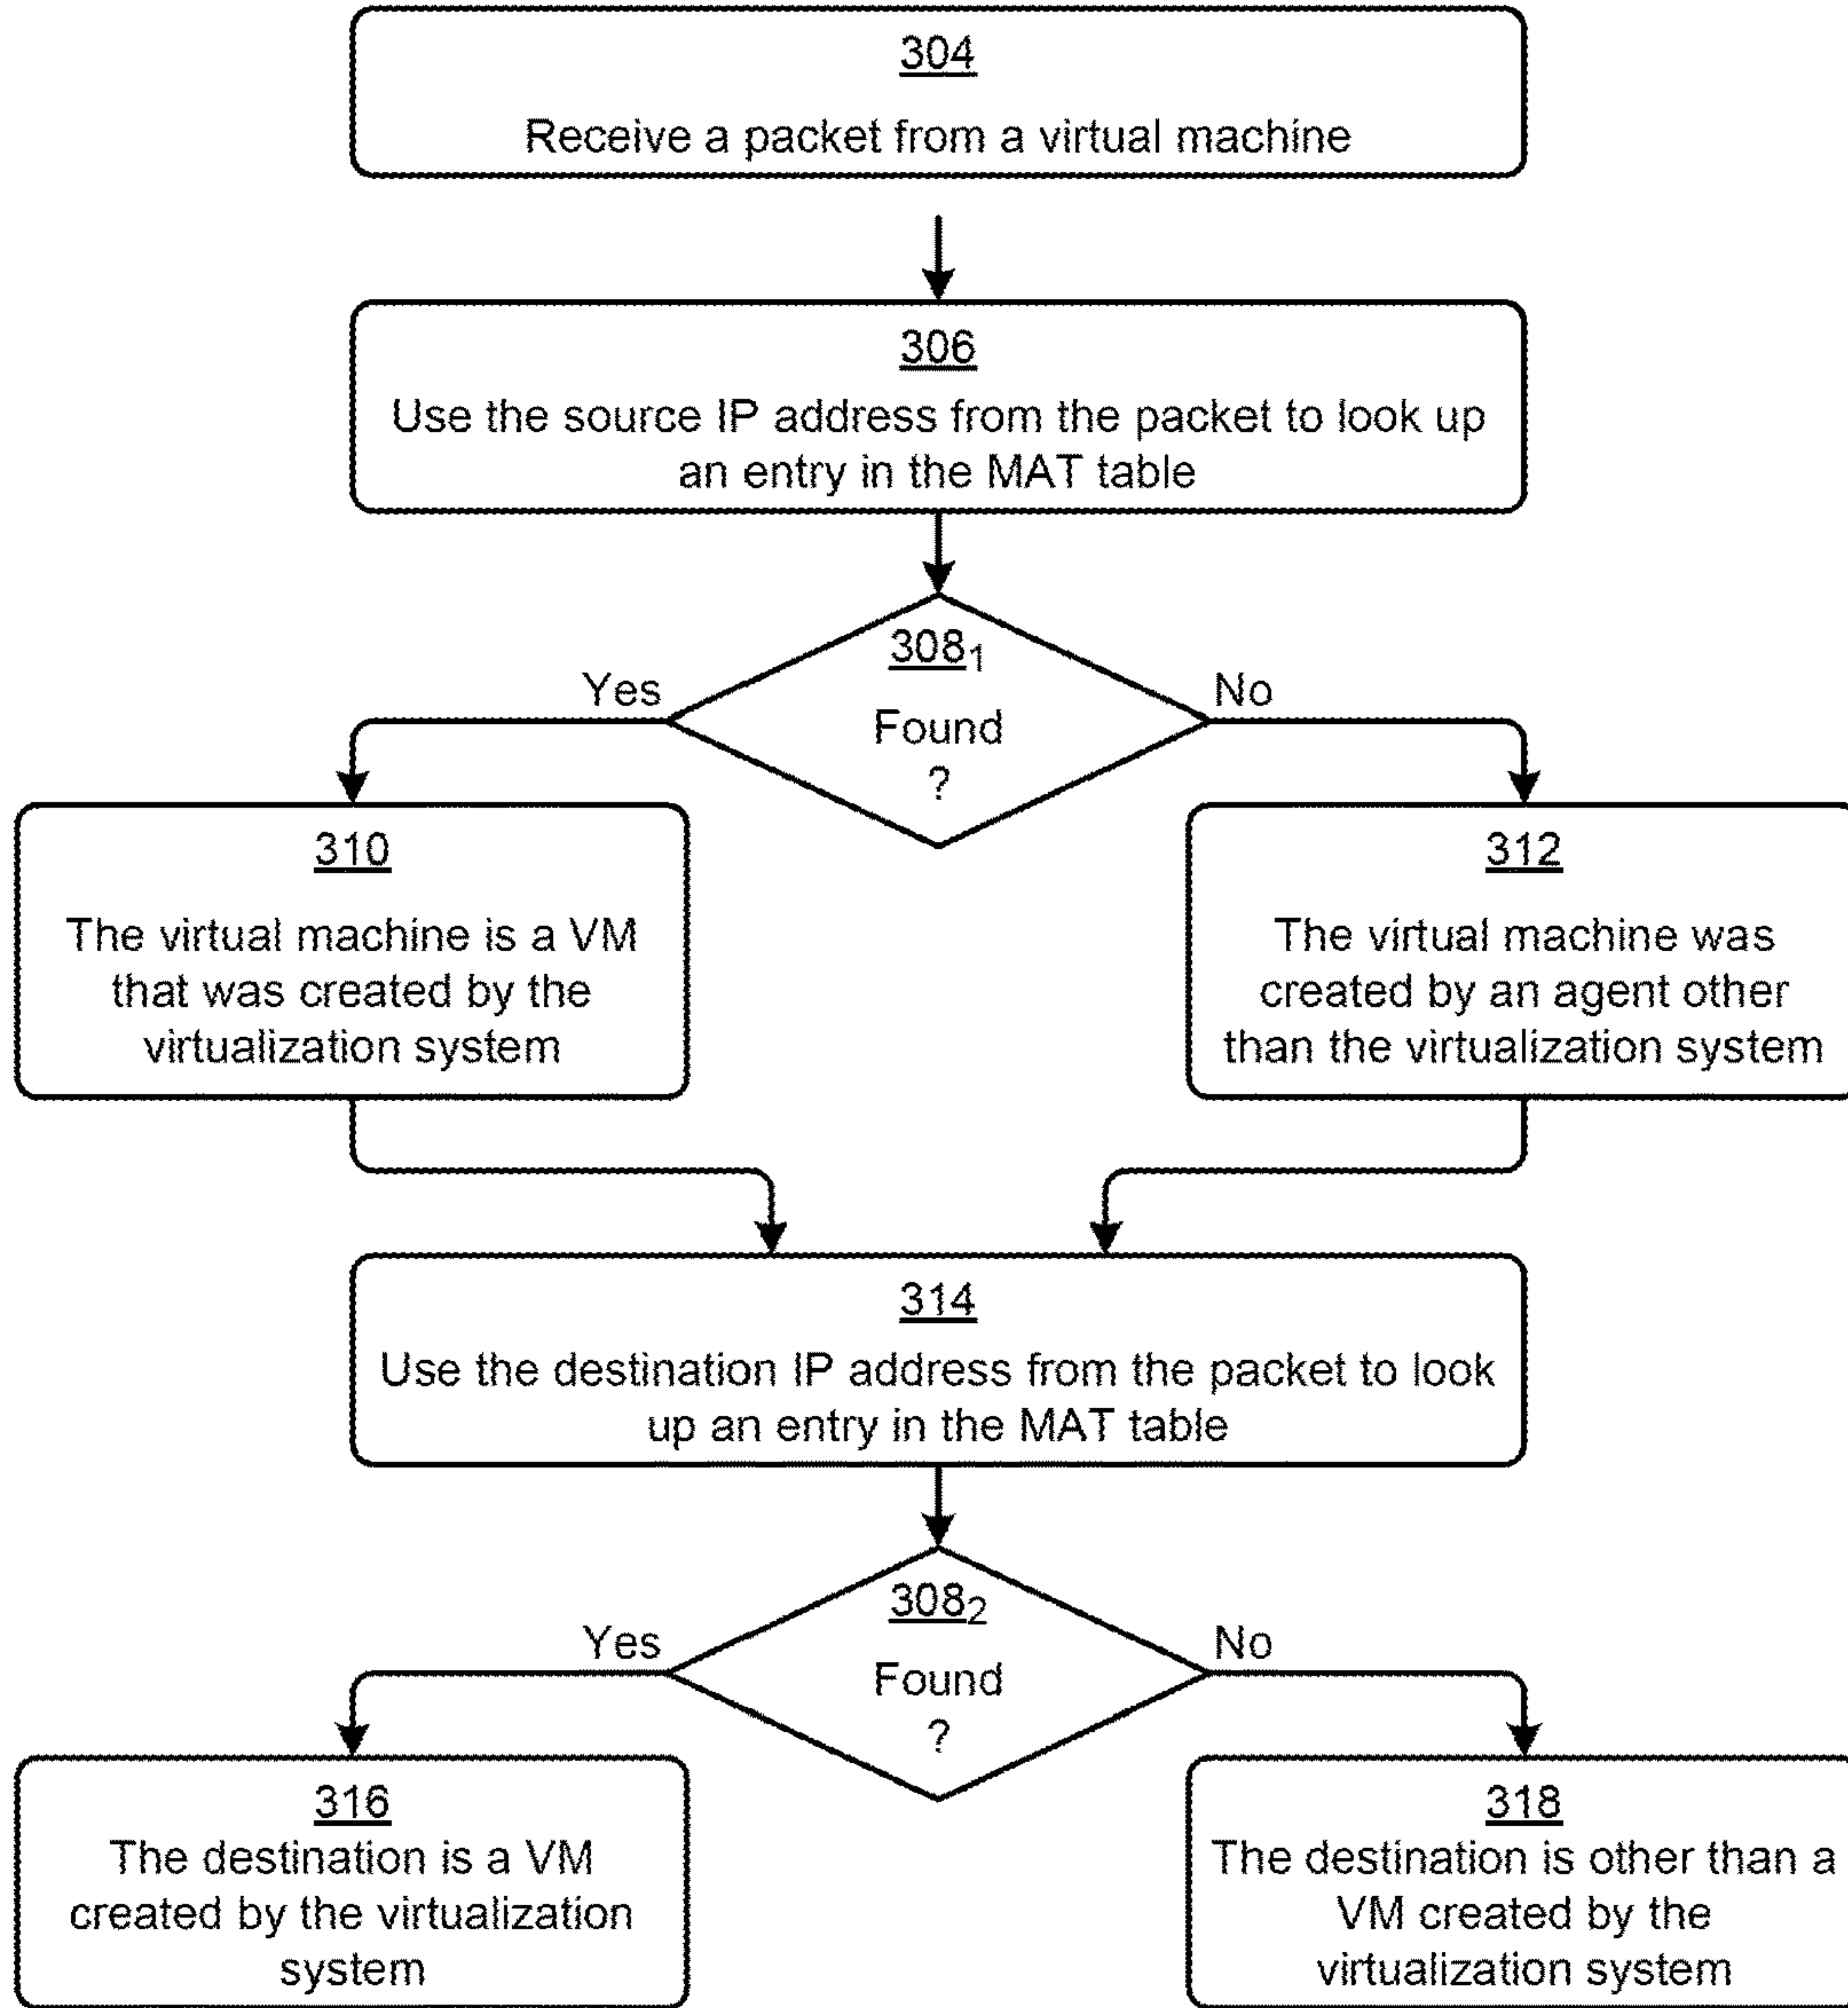 304
Receive a packet from a virtual machine
306
Use the source IP address from the packet to look up
an entry in the MAT table
308₁
Yes
No
Found
?
310
The virtual machine is a VM
that was created by the
virtualization system
312
The virtual machine was
created by an agent other
than the virtualization system
314
Use the destination IP address from the packet to look
up an entry in the MAT table
308₂
Yes
No
Found
?
316
The destination is a VM
created by the virtualization
system
318
The destination is other than a
VM created by the
virtualization system